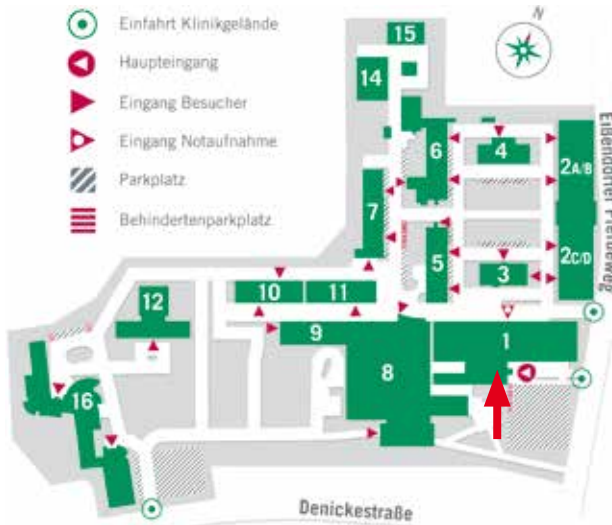 Einfahrt Klinikgelände
Haupteingang
Eingang Besucher
Eingang Notaufnahme
Parkplatz
Behindertenparkplatz
N
15
14
6
4
2A/B
7
5
3
2C/D
10
11
12
9
1
8
16
Denickestraße